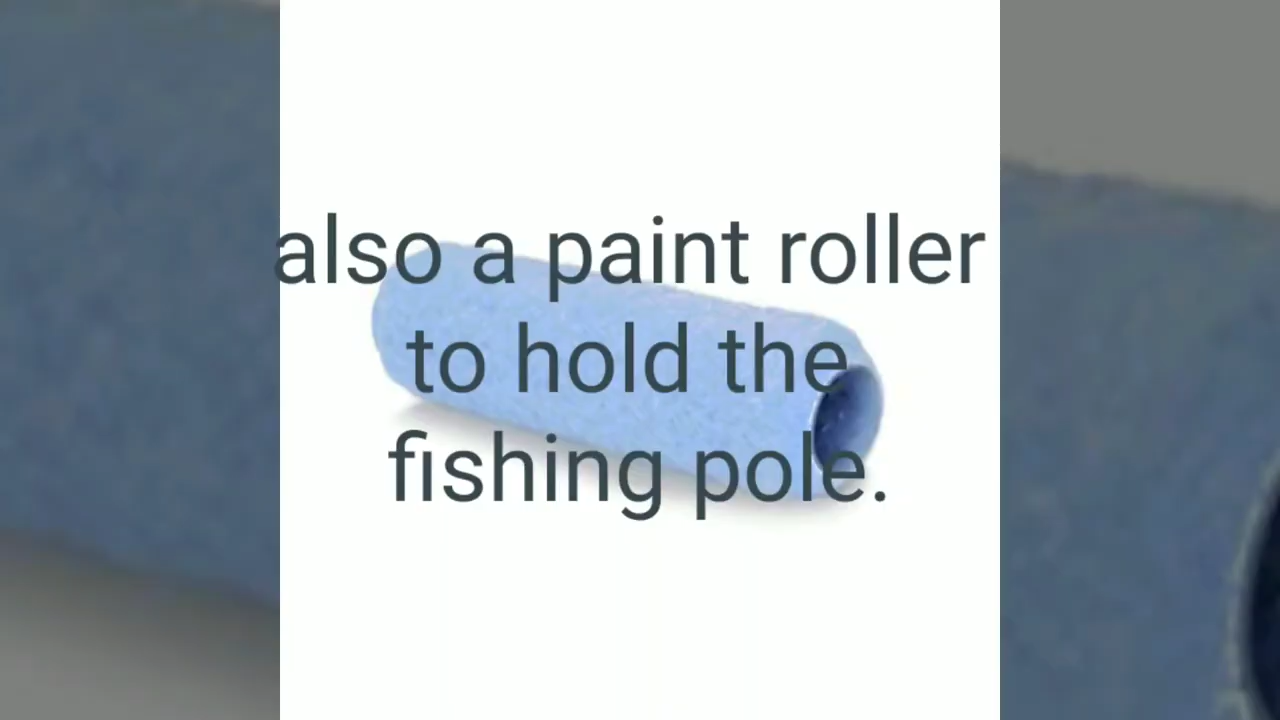 also a paint roller
to hold the
fishing pole.